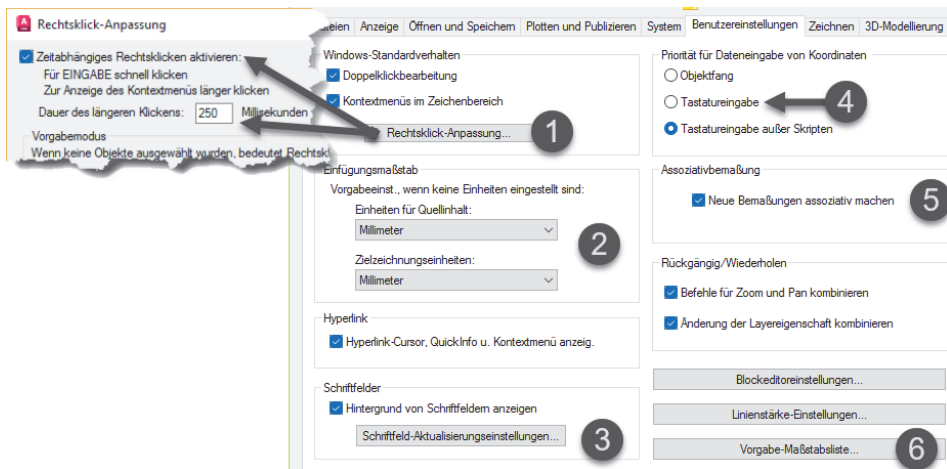 Rechtsklick-Anpassung
Zeitabhängiges Rechtsklicken aktivieren:
Für EINGABE schnell klicken
Zur Anzeige des Kontextmenüs länger klicken
Dauer des längeren Klickens: 250 Millisekunden
Vorgabemodus
Wenn keine Objekte ausgewählt wurden, bedeutet
Anzeige Öffnen und Speichern Plotten und Publizieren System Benutzereinstellungen Zeichnen 3D-Modellierung
Windows-Standardverhalten
Doppelklickbearbeitung
Kontextmenüs im Zeichenbereich
Rechtsklick-Anpassung... 1
Einfügungsmaßstab
Vorgabeeinst., wenn keine Einheiten eingestellt sind:
Einheiten für Quellinhalt:
Millimeter
2
Zielzeichnungseinheiten:
Millimeter
Hyperlink
Hyperlink-Cursor, QuickInfo u. Kontextmenü anzeig.
Schriftfelder
Hintergrund von Schriftfeldern anzeigen
Schriftfeld-Aktualisierungseinstellungen... 3
Priorität für Dateneingabe von Koordinaten
Objektfang
Tastatureingabe 4
Tastatureingabe außer Skripten
Assoziativbemaßung
Neue Bemaßungen assoziativ machen 5
Rückgängig/Wiederholen
Befehle für Zoom und Pan kombinieren
Änderung der Layereigenschaft kombinieren
Blockeditoreinstellungen...
Linienstärke-Einstellungen...
Vorgabe-Maßstabsliste... 6